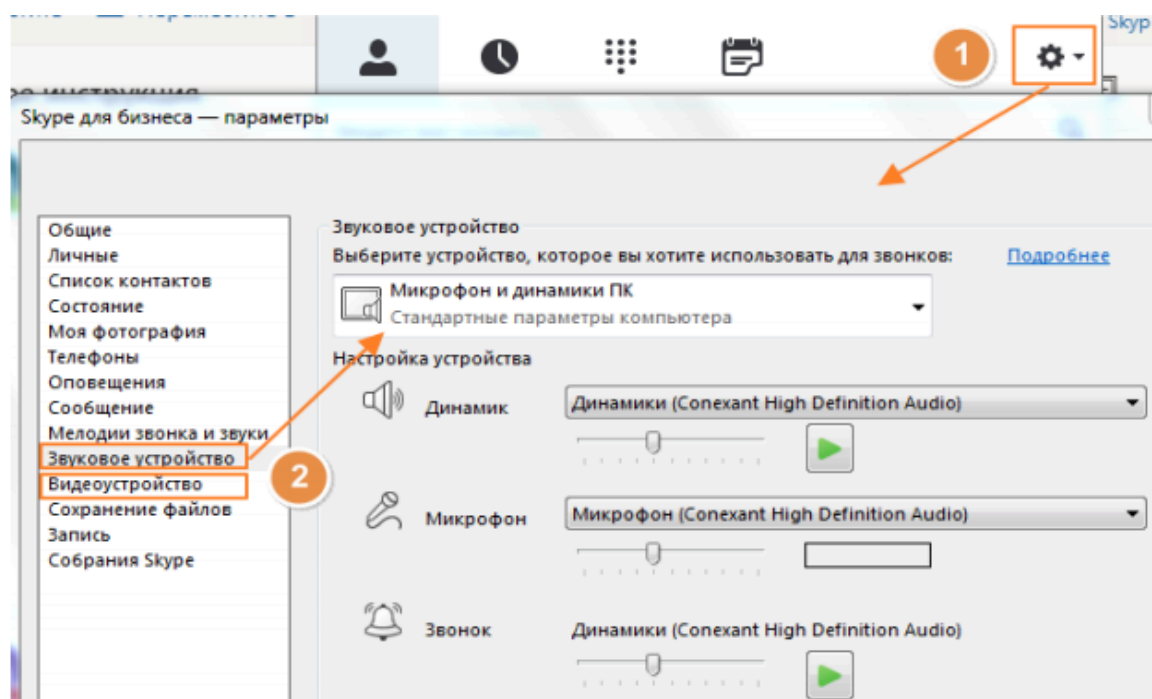 Skyp
1
инструкция
Skype для бизнеса — параметры
Общие
Личные
Список контактов
Состояние
Моя фотография
Телефоны
Оповещения
Сообщение
Мелодии звонка и звуки
Звуковое устройство
Видеоустройство
Сохранение файлов
Запись
Собрания Skype
2
Звуковое устройство
Выберите устройство, которое вы хотите использовать для звонков:
Подробнее
Микрофон и динамики ПК
Стандартные параметры компьютера
Настройка устройства
Динамик
Динамики (Conexant High Definition Audio)
Микрофон
Микрофон (Conexant High Definition Audio)
Звонок
Динамики (Conexant High Definition Audio)